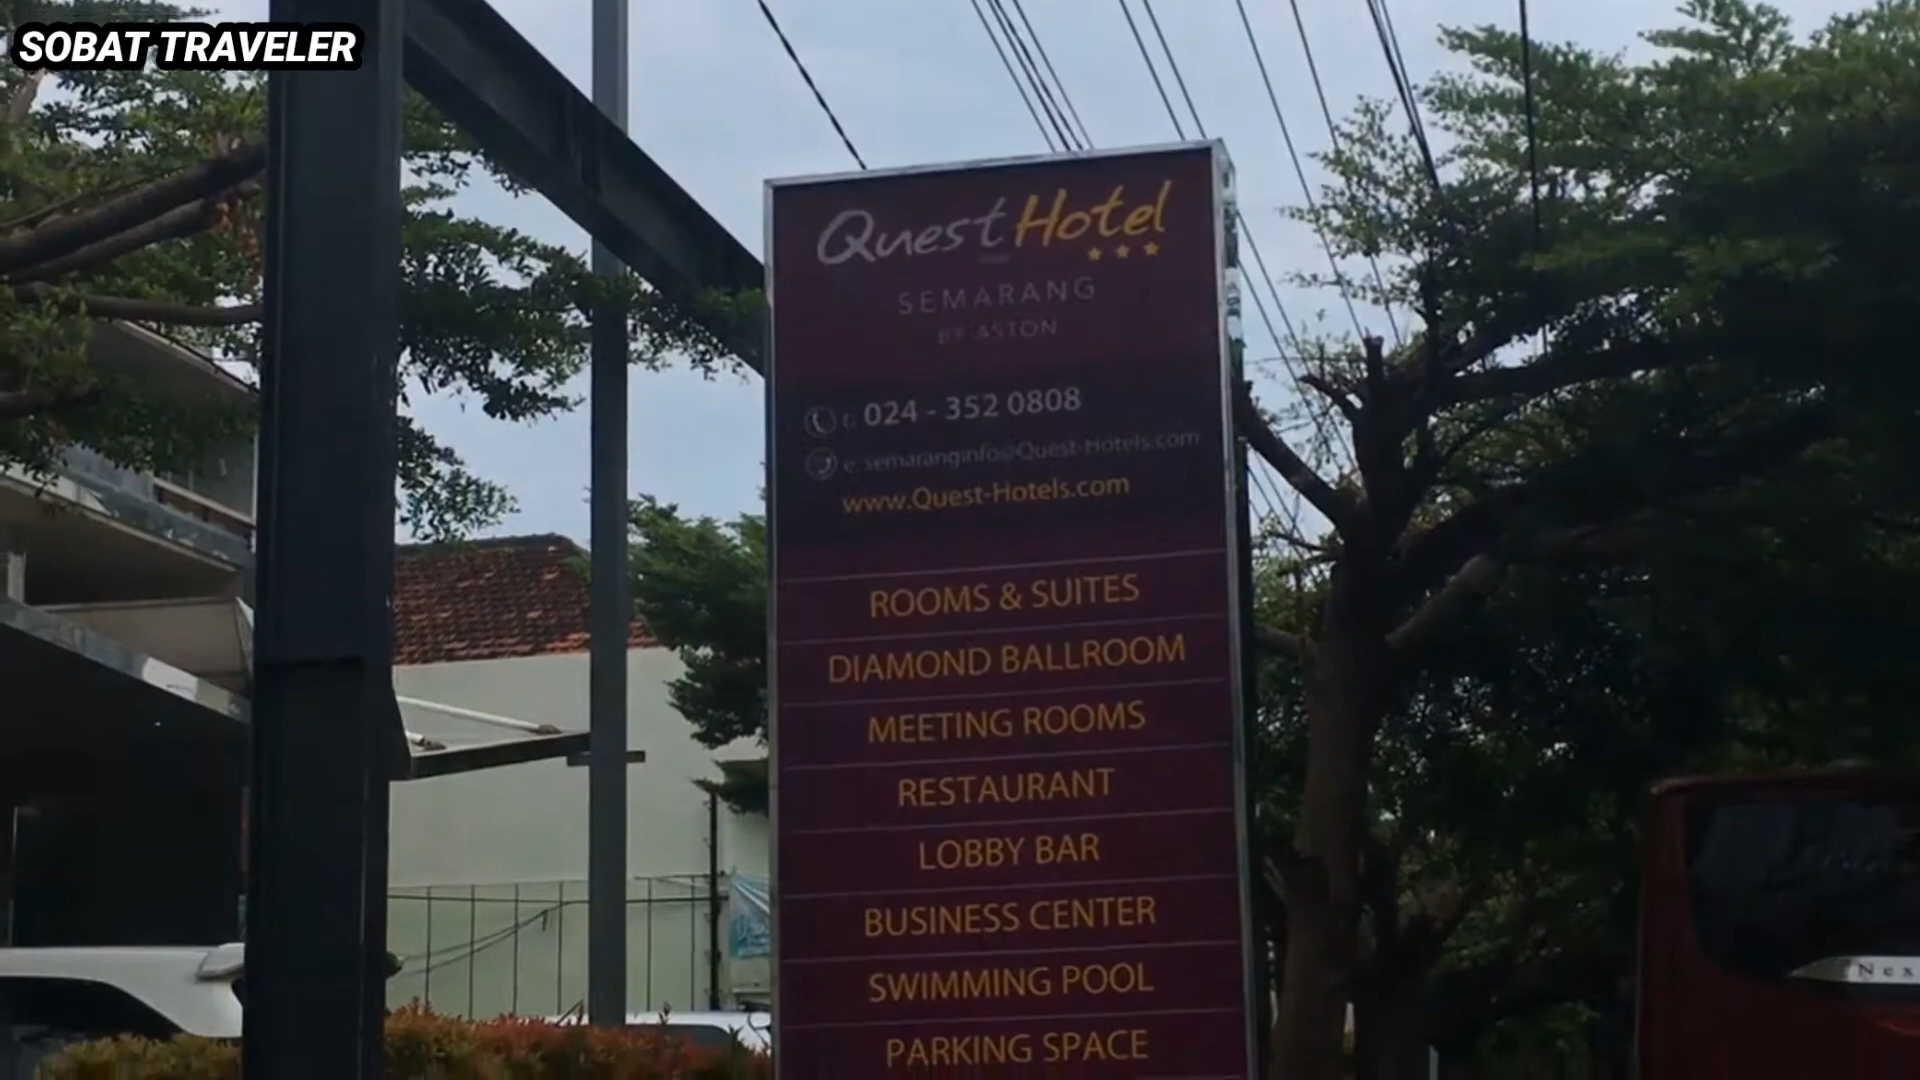 SOBAT TRAVELER
Quest Hotel
SEMARANG
BY ASTON
024 - 352 0808
e. semaranginfo@Quest-Hotels.com
www.Quest-Hotels.com
ROOMS & SUITES
DIAMOND BALLROOM
MEETING ROOMS
RESTAURANT
LOBBY BAR
BUSINESS CENTER
SWIMMING POOL
PARKING SPACE